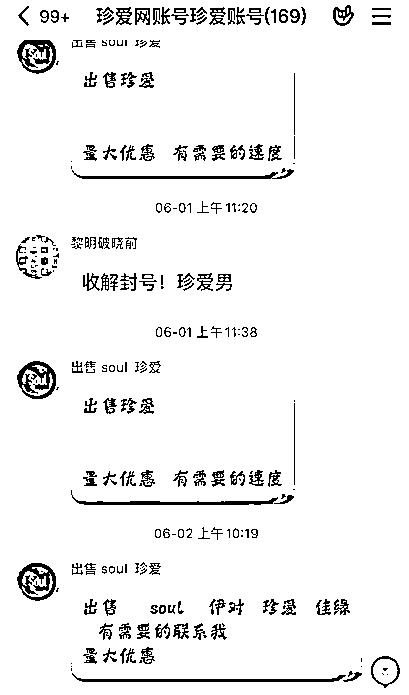 99+ 珍爱网账号珍爱账号(169)
出售 soul 珍爱
出售珍爱
量大优惠 有需要的速度
06-01 上午11:20
黎明破晓前
收解封号！珍爱男
06-01 上午11:38
出售 soul 珍爱
Soul
出售珍爱
量大优惠 有需要的速度
06-02 上午10:19
出售 soul 珍爱
Soul
出售 soul 伊对 珍爱 佳缘
有需要的联系我
量大优惠